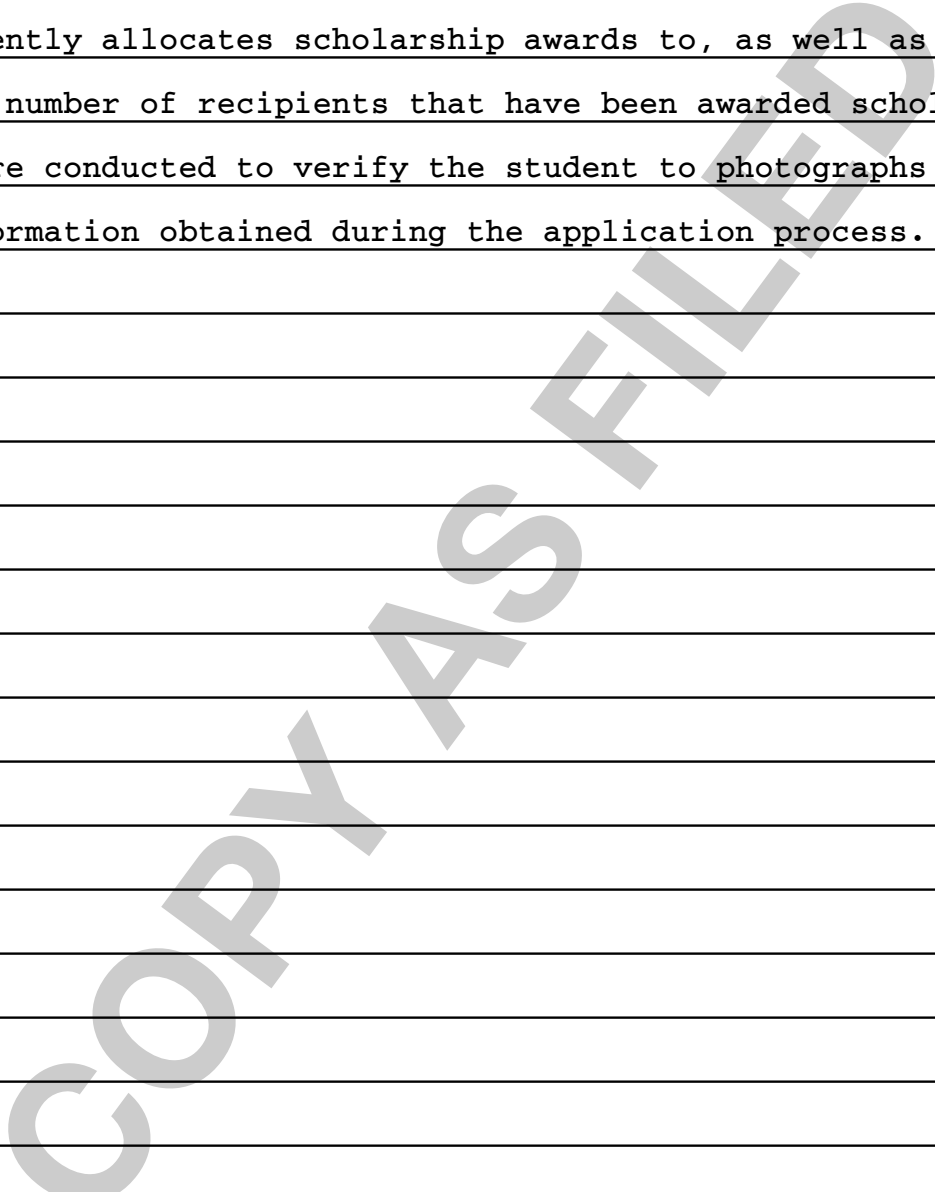 ently allocates scholarship awards to, as well as
number of recipients that have been awarded schol
re conducted to verify the student to photographs
ormation obtained during the application process.
COPY AS FILED